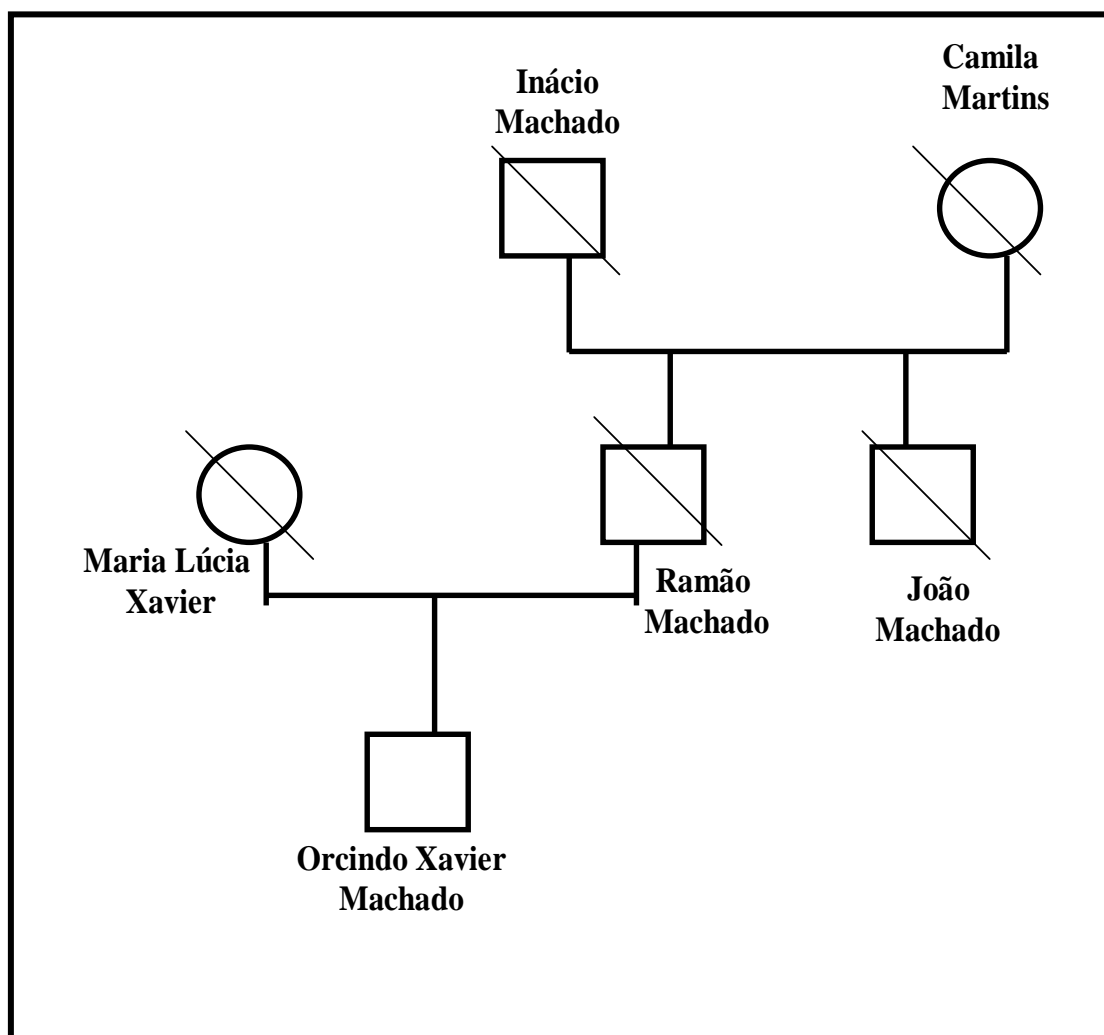 Inácio
Machado
Camila
Martins
Maria Lúcia
Xavier
Ramão
Machado
João
Machado
Orcindo Xavier
Machado